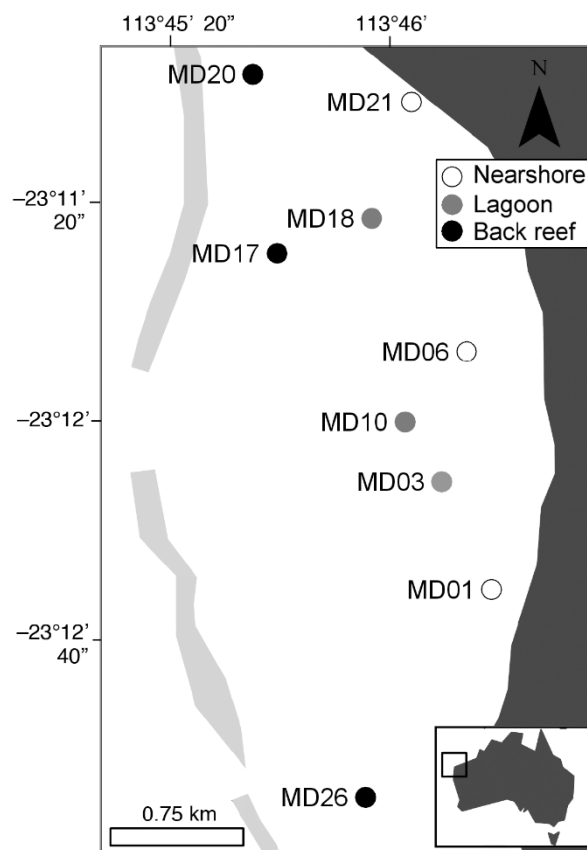 113°45' 20" 113°46'
N
MD20
MD21
Nearshore
Lagoon
Back reef
–23°11'
20"
MD18
MD17
MD06
–23°12'
MD10
MD03
MD01
–23°12'
40"
MD26
0.75 km